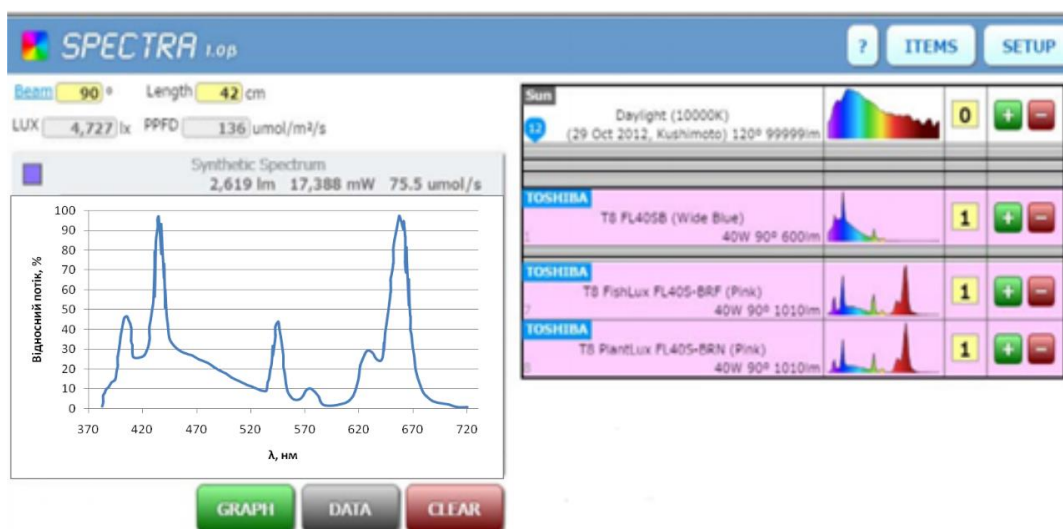 SPECTRA 1.0β
? ITEMS SETUP
Beam 90 ° Length 42 cm
LUX 4,727 lx PPFD 136 umol/m²/s
Synthetic Spectrum
2,619 lm 17,388 mW 75.5 umol/s
100
90
80
70
60
50
40
30
20
10
0
Відносний потік, %
370 420 470 520 570 620 670 720
λ, нм
GRAPH DATA CLEAR
Sun
12
Daylight (10000K)
(29 Oct 2012, Kushimoto) 120º 99999lm
0 + −
TOSHIBA
T8 FL40SB (Wide Blue)
1 40W 90º 600lm
1 + −
TOSHIBA
T8 FishLux FL40S-BRF (Pink)
7 40W 90º 1010lm
1 + −
TOSHIBA
T8 PlantLux FL40S-BRN (Pink)
8 40W 90º 1010lm
1 + −